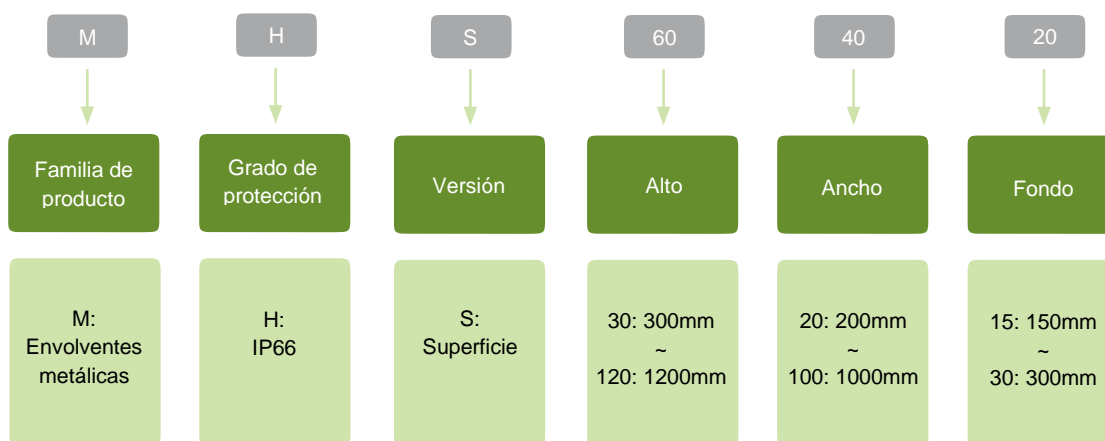 M
H
S
60
40
20
Familia de
producto
Grado de
protección
Versión
Alto
Ancho
Fondo
M:
Envolventes
metálicas
H:
IP66
S:
Superficie
30: 300mm
~
120: 1200mm
20: 200mm
~
100: 1000mm
15: 150mm
~
30: 300mm